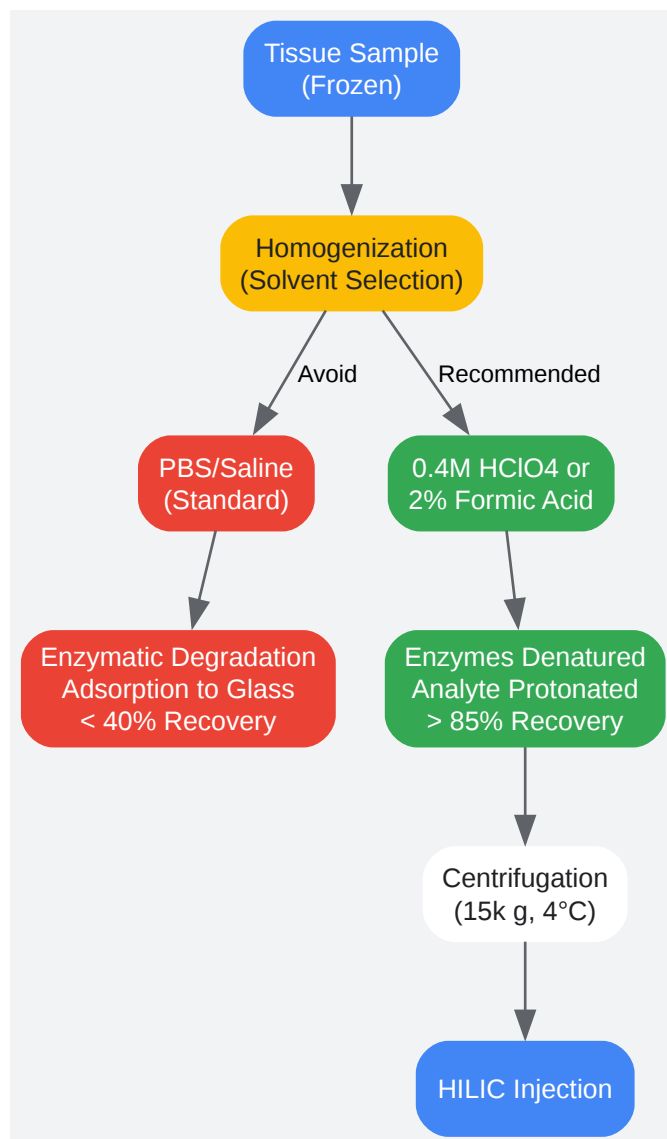 Tissue Sample
(Frozen)
Homogenization
(Solvent Selection)
Avoid
Recommended
PBS/Saline
(Standard)
0.4M HClO4 or
2% Formic Acid
Enzymatic Degradation
Adsorption to Glass
< 40% Recovery
Enzymes Denatured
Analyte Protonated
> 85% Recovery
Centrifugation
(15k g, 4°C)
HILIC Injection